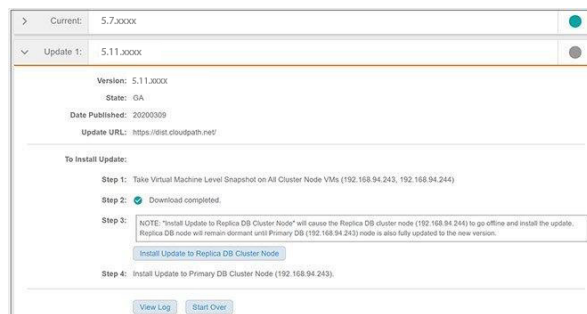 Current: 5.7.xxxx
Update 1: 5.11.xxxx
Version: 5.11.xxxx
State: GA
Date Published: 20200309
Update URL: https://dist.cloudpath.net/
To Install Update:
Step 1: Take Virtual Machine Level Snapshot on All Cluster Node VMs (192.168.94.243, 192.168.94.244)
Step 2: Download completed.
Step 3: NOTE: "Install Update to Replica DB Cluster Node" will cause the Replica DB cluster node (192.168.94.244) to go offline and install the update.
Replica DB node will remain dormant until Primary DB (192.168.94.243) node is also fully updated to the new version.
Install Update to Replica DB Cluster Node
Step 4: Install Update to Primary DB Cluster Node (192.168.94.243).
View Log Start Over